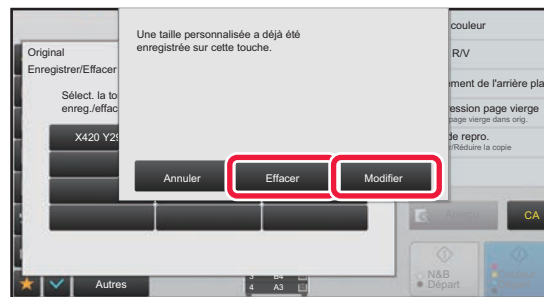 Une taille personnalisée a déjà été
enregistrée sur cette touche.
Annuler
Effacer
Modifier
Original
Enregistrer/Effacer
Sélect. la to
enreg./effac
X420 Y29
Autres
3 B4
4 A3
couleur
R/V
ment de l'arrière pla
ession page vierge
page vierge dans orig.
de repro.
r/Réduire la copie
CA
N&B
Départ